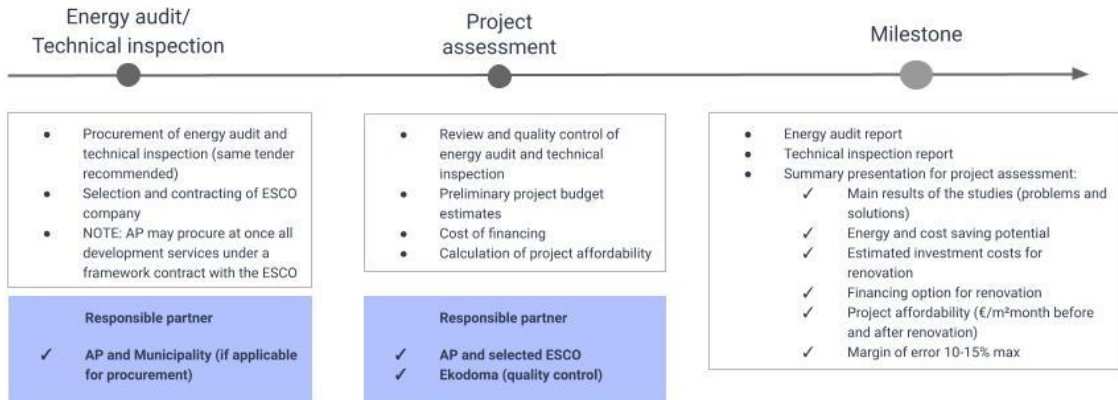 Energy audit/
Technical inspection
Project
assessment
Milestone
● Procurement of energy audit and
technical inspection (same tender
recommended)
● Selection and contracting of ESCO
company
● NOTE: AP may procure at once all
development services under a
framework contract with the ESCO
Responsible partner
✓ AP and Municipality (if applicable
for procurement)
● Review and quality control of
energy audit and technical
inspection
● Preliminary project budget
estimates
● Cost of financing
● Calculation of project affordability
Responsible partner
✓ AP and selected ESCO
✓ Ekodoma (quality control)
● Energy audit report
● Technical inspection report
● Summary presentation for project assessment:
✓ Main results of the studies (problems and
solutions)
✓ Energy and cost saving potential
✓ Estimated investment costs for
renovation
✓ Financing option for renovation
✓ Project affordability (€/m²month before
and after renovation)
✓ Margin of error 10-15% max